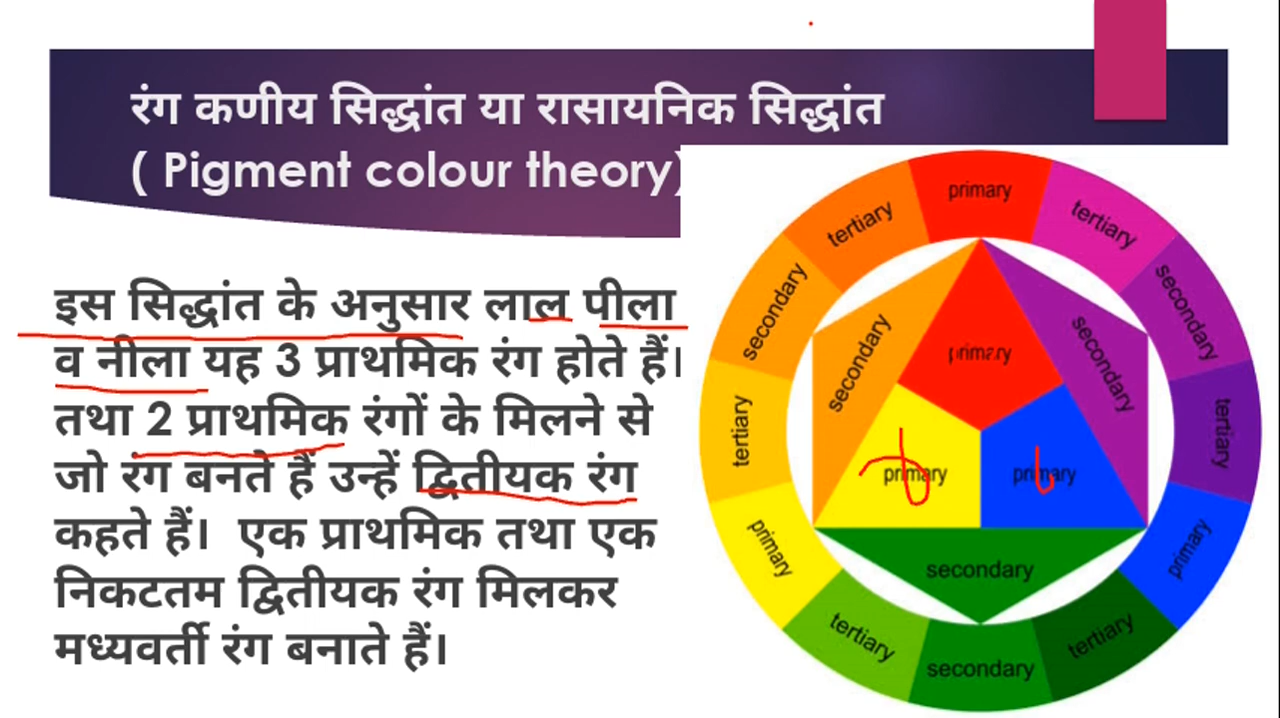 रंग कणीय सिद्धांत या रासायनिक सिद्धांत
( Pigment colour theory)
इस सिद्धांत के अनुसार लाल पीला
व नीला यह 3 प्राथमिक रंग होते हैं।
तथा 2 प्राथमिक रंगों के मिलने से
जो रंग बनते हैं उन्हें द्वितीयक रंग
कहते हैं। एक प्राथमिक तथा एक
निकटतम द्वितीयक रंग मिलकर
मध्यवर्ती रंग बनाते हैं।
primary
tertiary
secondary
tertiary
primary
tertiary
secondary
tertiary
primary
tertiary
secondary
tertiary
primary
secondary
secondary
primary
primary
secondary